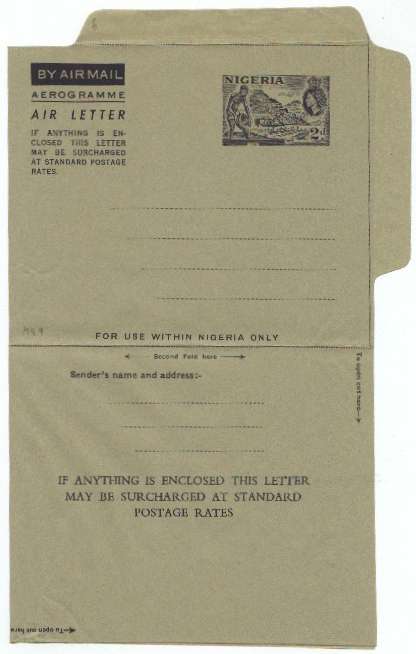 BY AIR MAIL
AEROGRAMME
AIR LETTER
IF ANYTHING IS EN-
CLOSED THIS LETTER
MAY BE SURCHARGED
AT STANDARD POSTAGE
RATES.
NIGERIA
2d
FOR USE WITHIN NIGERIA ONLY
Second Fold here
To open cut here
Sender's name and address:-
IF ANYTHING IS ENCLOSED THIS LETTER
MAY BE SURCHARGED AT STANDARD
POSTAGE RATES
To open cut here